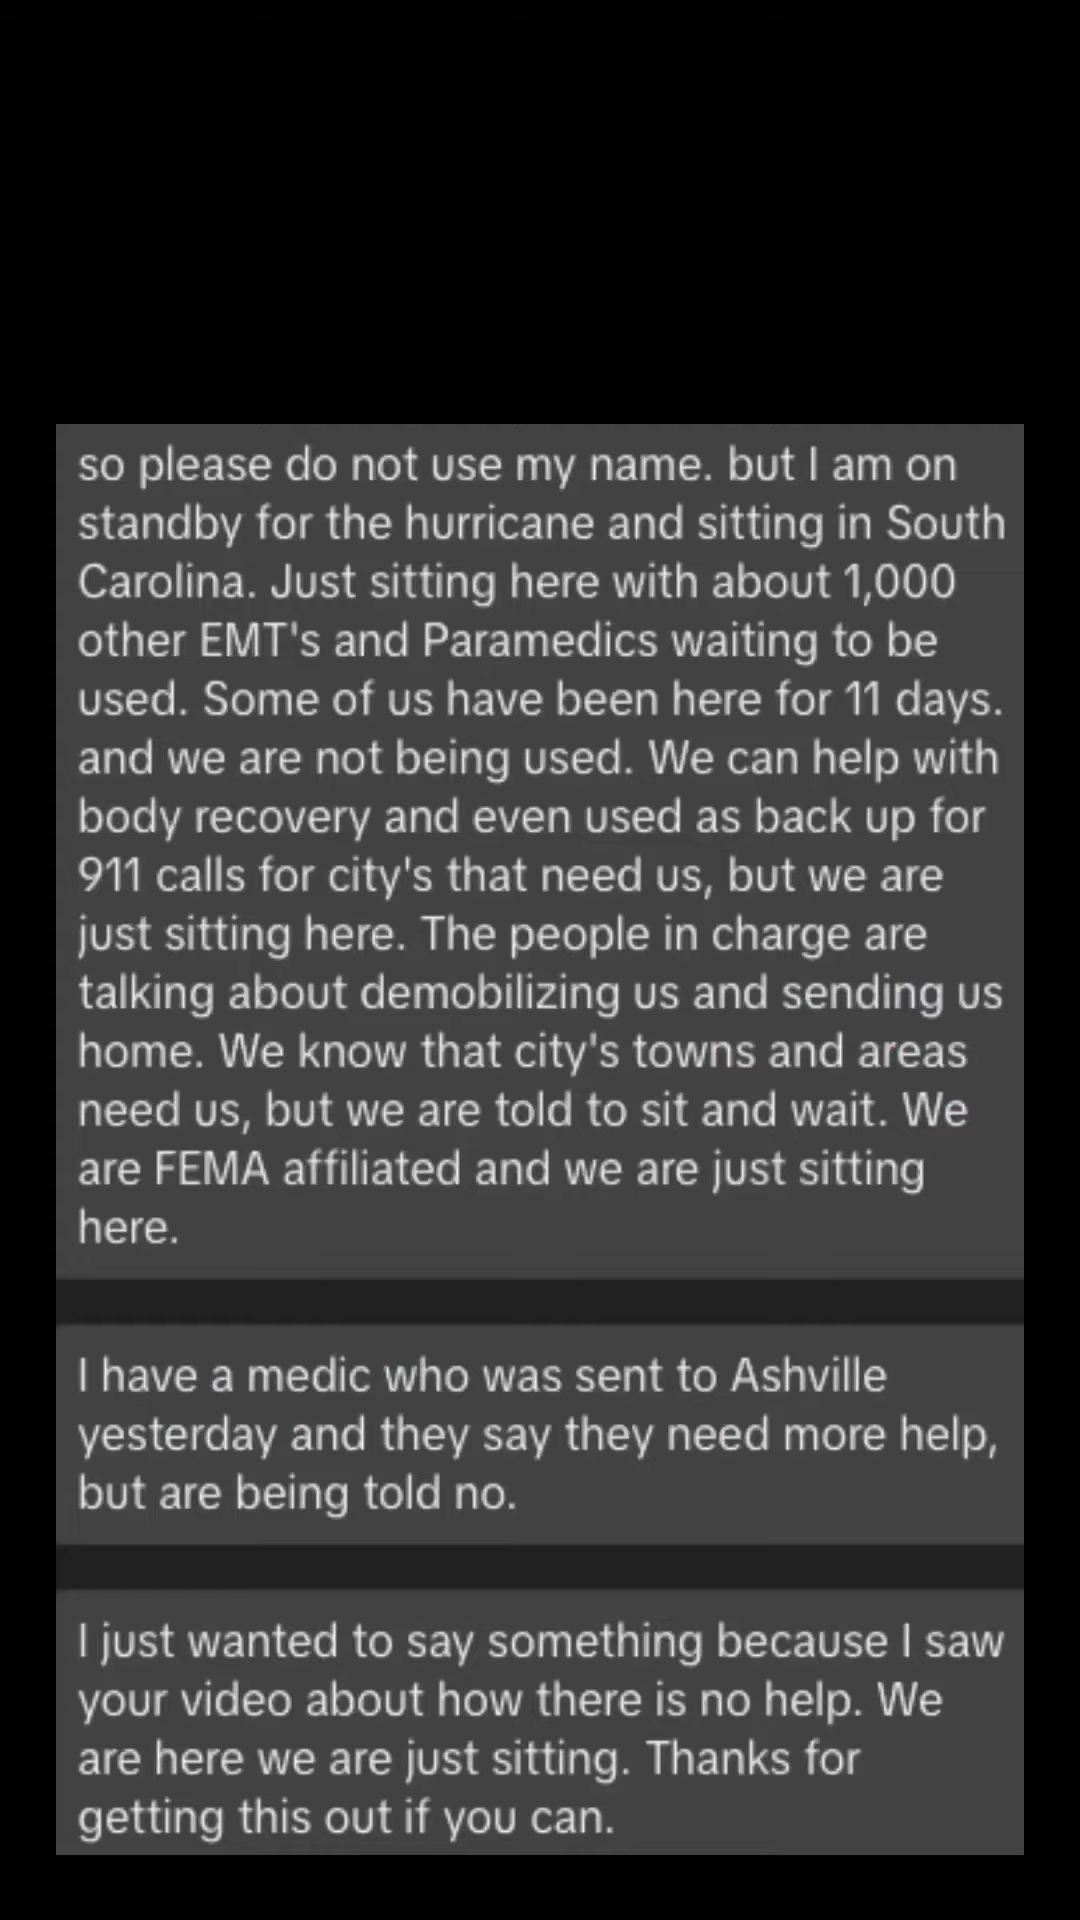 so please do not use my name. but I am on
standby for the hurricane and sitting in South
Carolina. Just sitting here with about 1,000
other EMT's and Paramedics waiting to be
used. Some of us have been here for 11 days.
and we are not being used. We can help with
body recovery and even used as back up for
911 calls for city's that need us, but we are
just sitting here. The people in charge are
talking about demobilizing us and sending us
home. We know that city's towns and areas
need us, but we are told to sit and wait. We
are FEMA affiliated and we are just sitting
here.
I have a medic who was sent to Ashville
yesterday and they say they need more help,
but are being told no.
I just wanted to say something because I saw
your video about how there is no help. We
are here we are just sitting. Thanks for
getting this out if you can.